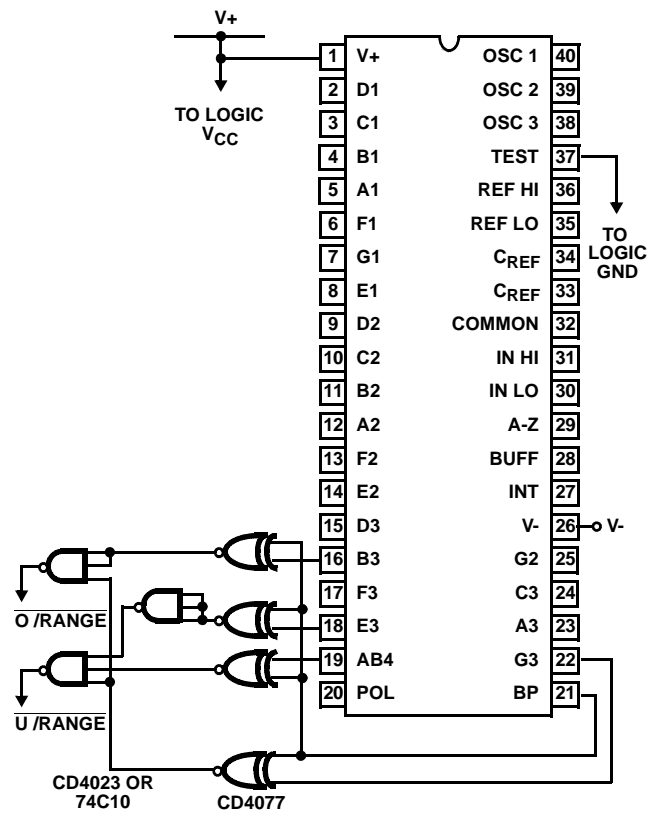 V+
TO LOGIC
VCC
1 V+ OSC 1 40
2 D1 OSC 2 39
3 C1 OSC 3 38
4 B1 TEST 37
5 A1 REF HI 36
6 F1 REF LO 35
7 G1 CREF 34
8 E1 CREF 33
9 D2 COMMON 32
10 C2 IN HI 31
11 B2 IN LO 30
12 A2 A-Z 29
13 F2 BUFF 28
14 E2 INT 27
15 D3 V- 26 V-
16 B3 G2 25
17 F3 C3 24
18 E3 A3 23
19 AB4 G3 22
20 POL BP 21
TO
LOGIC
GND
O /RANGE
U /RANGE
CD4023 OR
74C10
CD4077